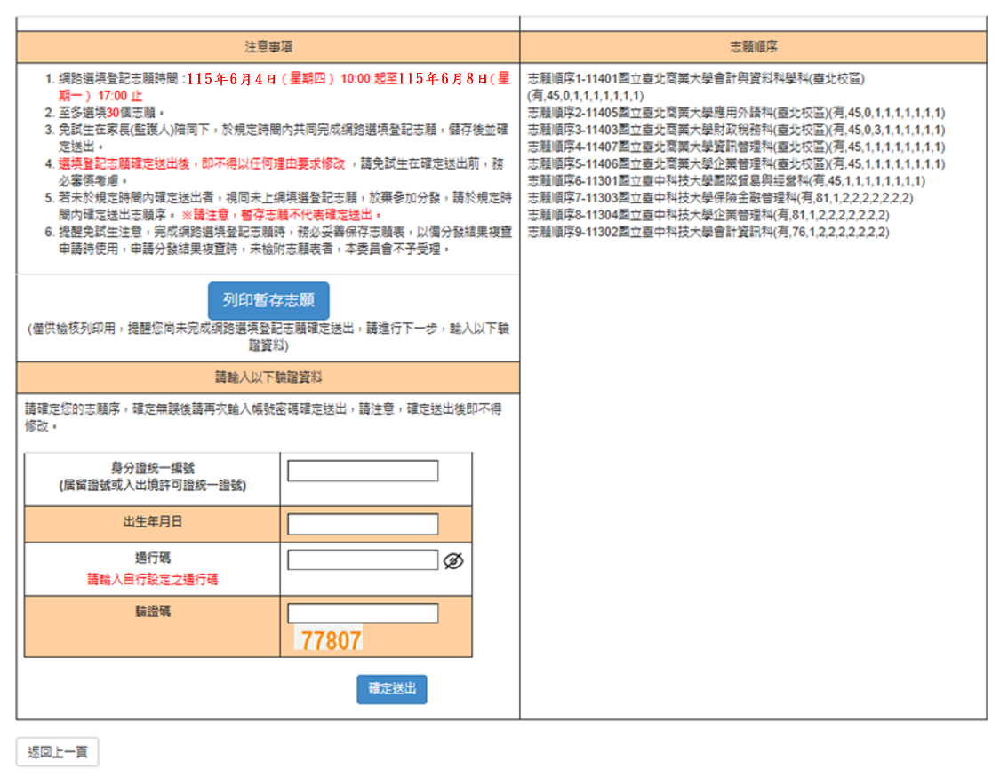 注意事項
1. 網路選填登記志願時間:115年6月4日(星期四) 10:00 起至115年6月8日(星
期一) 17:00 止
2. 至多選填30個志願。
3. 免試生在家長(監護人)陪同下，於規定時間內共同完成網路選填登記志願，儲存後並確
定送出。
4. 選填登記志願確定送出後，即不得以任何理由要求修改 ，請免試生在確定送出前，務
必審慎考慮。
5. 若未於規定時間內確定送出者，視同未上網填選登記志願，放棄參加分發，請於規定時
間內確定送出志願序。 ※請注意，暫存志願不代表確定送出。
6. 提醒免試生注意，完成網路選填登記志願時，務必妥善保存志願表，以備分發結果複查
申請時使用，申請分發結果複查時，未檢附志願表者，本委員會不予受理。
列印暫存志願
(僅供檢核列印用，提醒您尚未完成網路選填登記志願確定送出，請進行下一步，輸入以下驗
證資料)
請輸入以下驗證資料
請確定您的志願序，確定無誤後請再次輸入帳號密碼確定送出，請注意，確定送出後即不得
修改。
身分證統一編號
(居留證號或入出境許可證統一證號)
出生年月日
通行碼
請輸入自行設定之通行碼
驗證碼
77807
確定送出
志願順序
志願順序1-11401國立臺北商業大學會計與資料科學科(臺北校區)
(有,45,0,1,1,1,1,1,1,1)
志願順序2-11405國立臺北商業大學應用外語科(臺北校區)(有,45,0,1,1,1,1,1,1,1)
志願順序3-11403國立臺北商業大學財政稅務科(臺北校區)(有,45,0,3,1,1,1,1,1,1)
志願順序4-11407國立臺北商業大學資訊管理科(臺北校區)(有,45,1,1,1,1,1,1,1,1)
志願順序5-11406國立臺北商業大學企業管理科(臺北校區)(有,45,1,1,1,1,1,1,1,1)
志願順序6-11301國立臺中科技大學國際貿易與經營科(有,45,1,1,1,1,1,1,1,1)
志願順序7-11303國立臺中科技大學保險金融管理科(有,81,1,2,2,2,2,2,2,2)
志願順序8-11304國立臺中科技大學企業管理科(有,81,1,2,2,2,2,2,2,2)
志願順序9-11302國立臺中科技大學會計資訊科(有,76,1,2,2,2,2,2,2,2)
返回上一頁